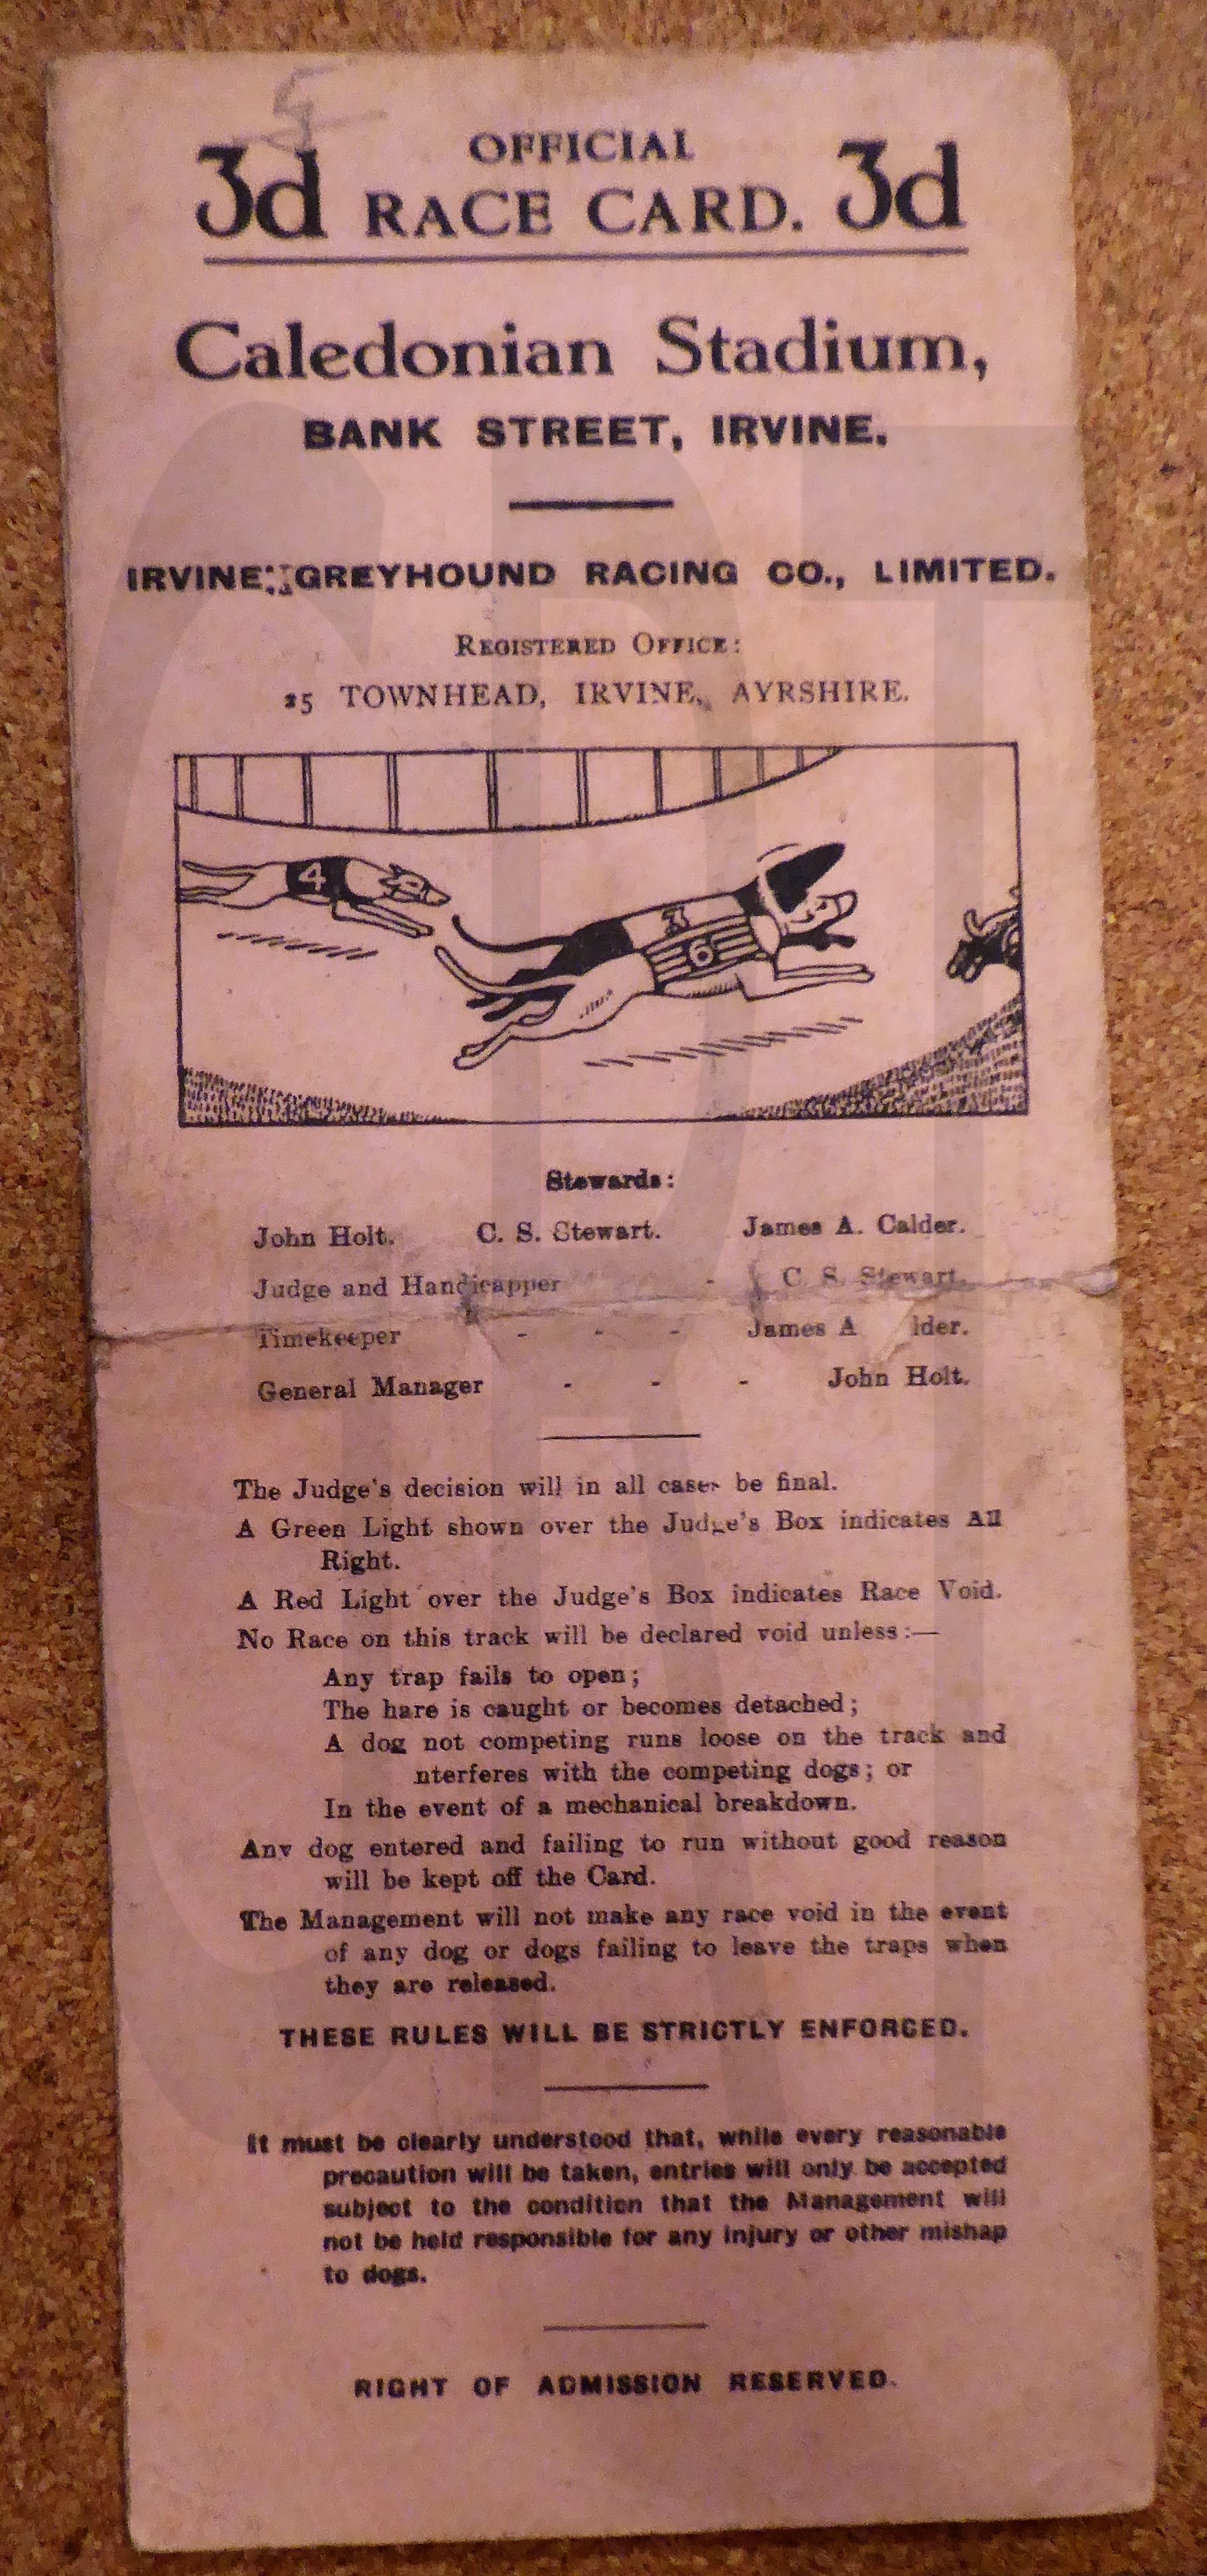 5
OFFICIAL
3d RACE CARD. 3d
Caledonian Stadium,
BANK STREET, IRVINE.
IRVINE GREYHOUND RACING CO., LIMITED.
REGISTERED OFFICE:
25 TOWNHEAD, IRVINE, AYRSHIRE.
4
6
Stewards:
John Holt. C. S. Stewart. James A. Calder.
Judge and Handicapper - C. S. Stewart.
Timekeeper - - - James A lder.
General Manager - - - John Holt.
The Judge's decision will in all cases be final.
A Green Light shown over the Judge's Box indicates All
Right.
A Red Light over the Judge's Box indicates Race Void.
No Race on this track will be declared void unless:—
Any trap fails to open;
The hare is caught or becomes detached;
A dog not competing runs loose on the track and
nterferes with the competing dogs; or
In the event of a mechanical breakdown.
Any dog entered and failing to run without good reason
will be kept off the Card.
The Management will not make any race void in the event
of any dog or dogs failing to leave the traps when
they are released.
THESE RULES WILL BE STRICTLY ENFORCED.
It must be clearly understood that, while every reasonable
precaution will be taken, entries will only be accepted
subject to the condition that the Management will
not be held responsible for any injury or other mishap
to dogs.
RIGHT OF ADMISSION RESERVED.